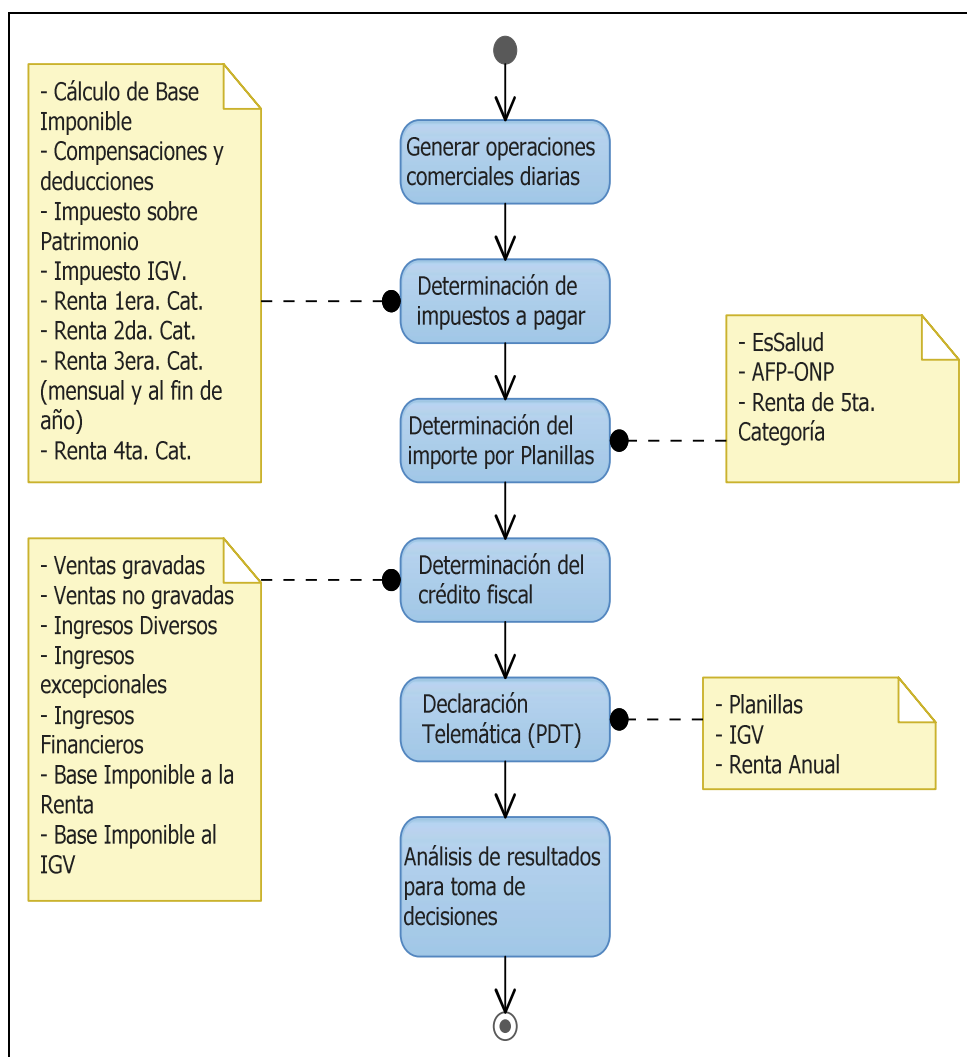 - Cálculo de Base
Imponible
- Compensaciones y
deducciones
- Impuesto sobre
Patrimonio
- Impuesto IGV.
- Renta 1era. Cat.
- Renta 2da. Cat.
- Renta 3era. Cat.
(mensual y al fin de
año)
- Renta 4ta. Cat.
Generar operaciones
comerciales diarias
Determinación de
impuestos a pagar
- EsSalud
- AFP-ONP
- Renta de 5ta.
Categoría
Determinación del
importe por Planillas
- Ventas gravadas
- Ventas no gravadas
- Ingresos Diversos
- Ingresos
excepcionales
- Ingresos
Financieros
- Base Imponible a la
Renta
- Base Imponible al
IGV
Determinación del
crédito fiscal
Declaración
Telemática (PDT)
- Planillas
- IGV
- Renta Anual
Análisis de resultados
para toma de
decisiones